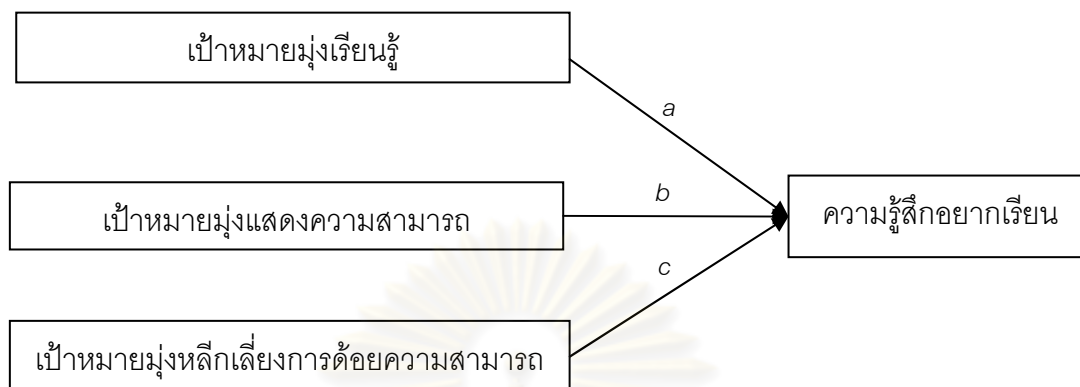 เป้าหมายมุ่งเรียนรู้
a
เป้าหมายมุ่งแสดงความสามารถ
b
ความรู้สึกอยากเรียน
c
เป้าหมายมุ่งหลีกเลี่ยงการด้อยความสามารถ